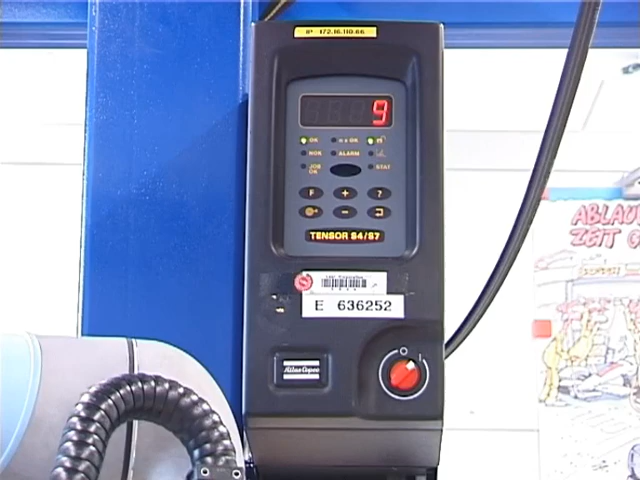 IP 172.16.110.66
9
OK n x OK
NOK ALARM
JOB OK STAT
F + ?
-
TENSOR S4/S7
E 636252
Atlas Copco
O I
ABLAU
ZEIT